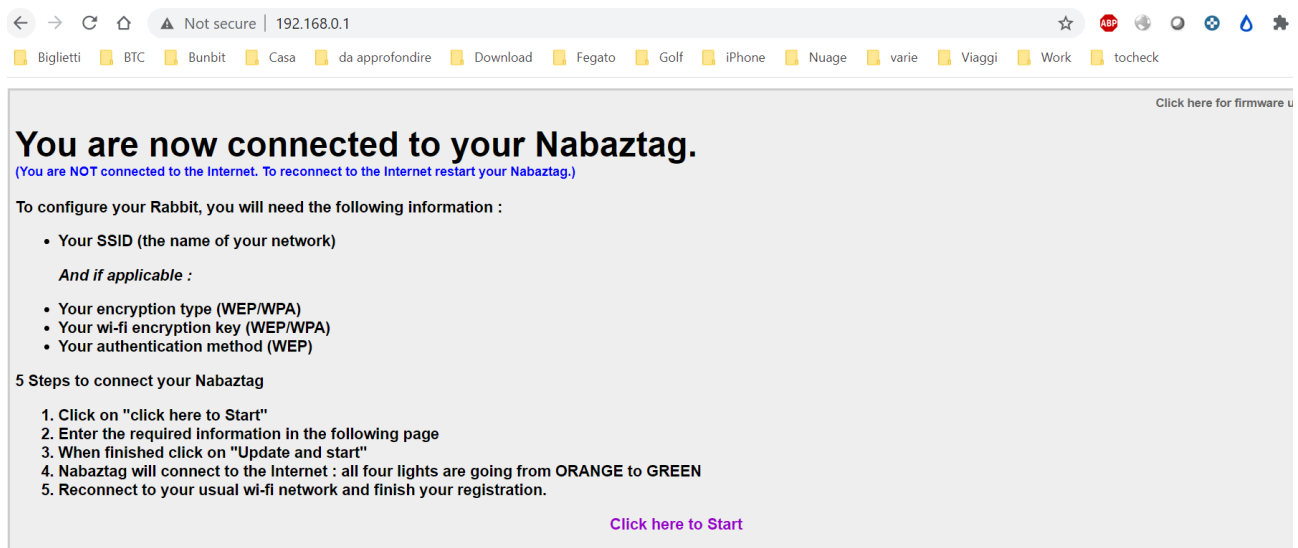 Not secure | 192.168.0.1
ABP
Biglietti BTC Bunbit Casa da approfondire Download Fegato Golf iPhone Nuage varie Viaggi Work tocheck
Click here for firmware u
You are now connected to your Nabaztag.
(You are NOT connected to the Internet. To reconnect to the Internet restart your Nabaztag.)
To configure your Rabbit, you will need the following information :
• Your SSID (the name of your network)
And if applicable :
• Your encryption type (WEP/WPA)
• Your wi-fi encryption key (WEP/WPA)
• Your authentication method (WEP)
5 Steps to connect your Nabaztag
1. Click on "click here to Start"
2. Enter the required information in the following page
3. When finished click on "Update and start"
4. Nabaztag will connect to the Internet : all four lights are going from ORANGE to GREEN
5. Reconnect to your usual wi-fi network and finish your registration.
Click here to Start